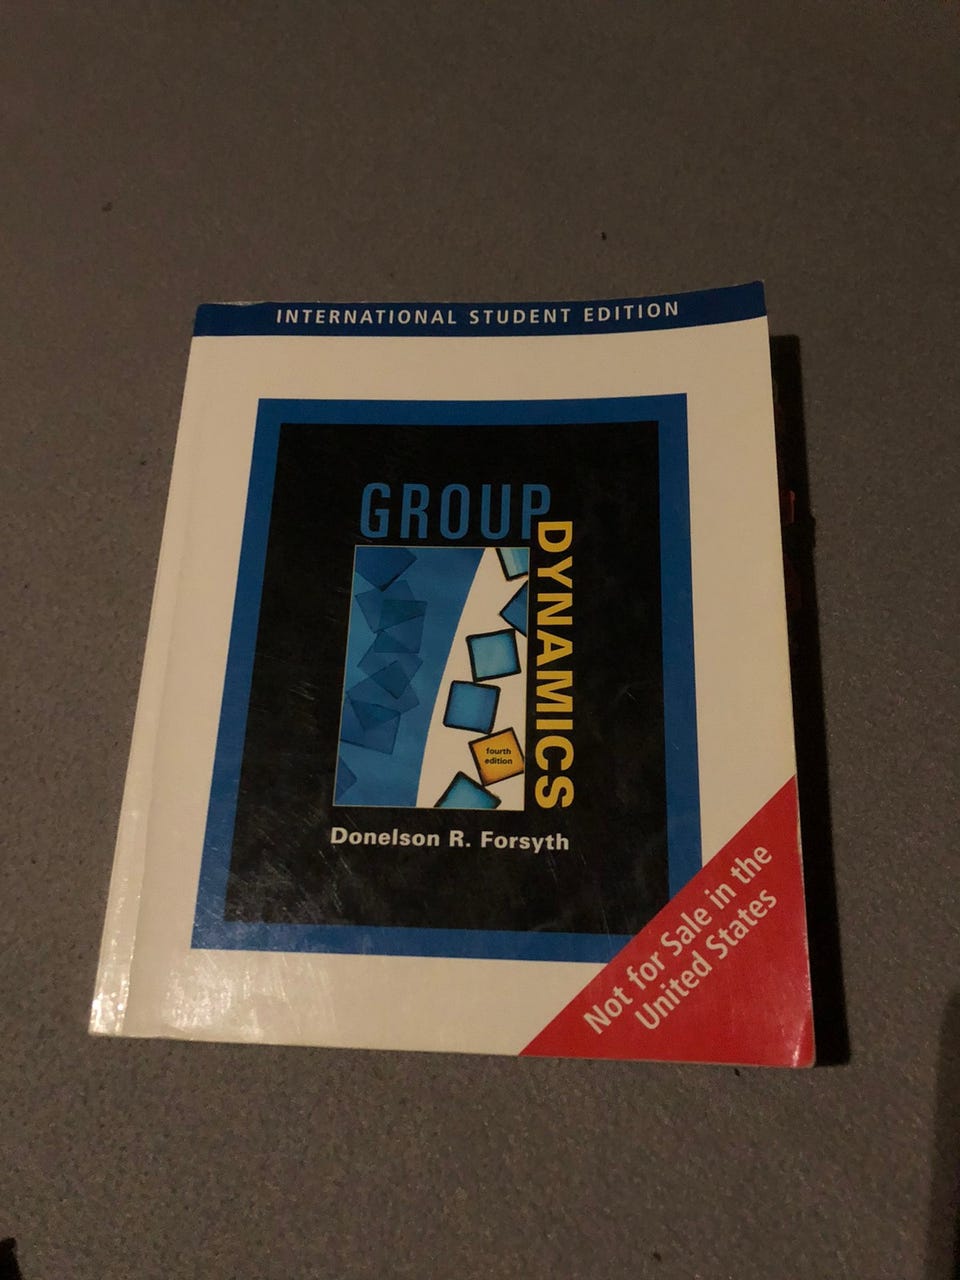 INTERNATIONAL STUDENT EDITION
GROUP
DYNAMICS
fourth
edition
Donelson R. Forsyth
Not for Sale in the
United States